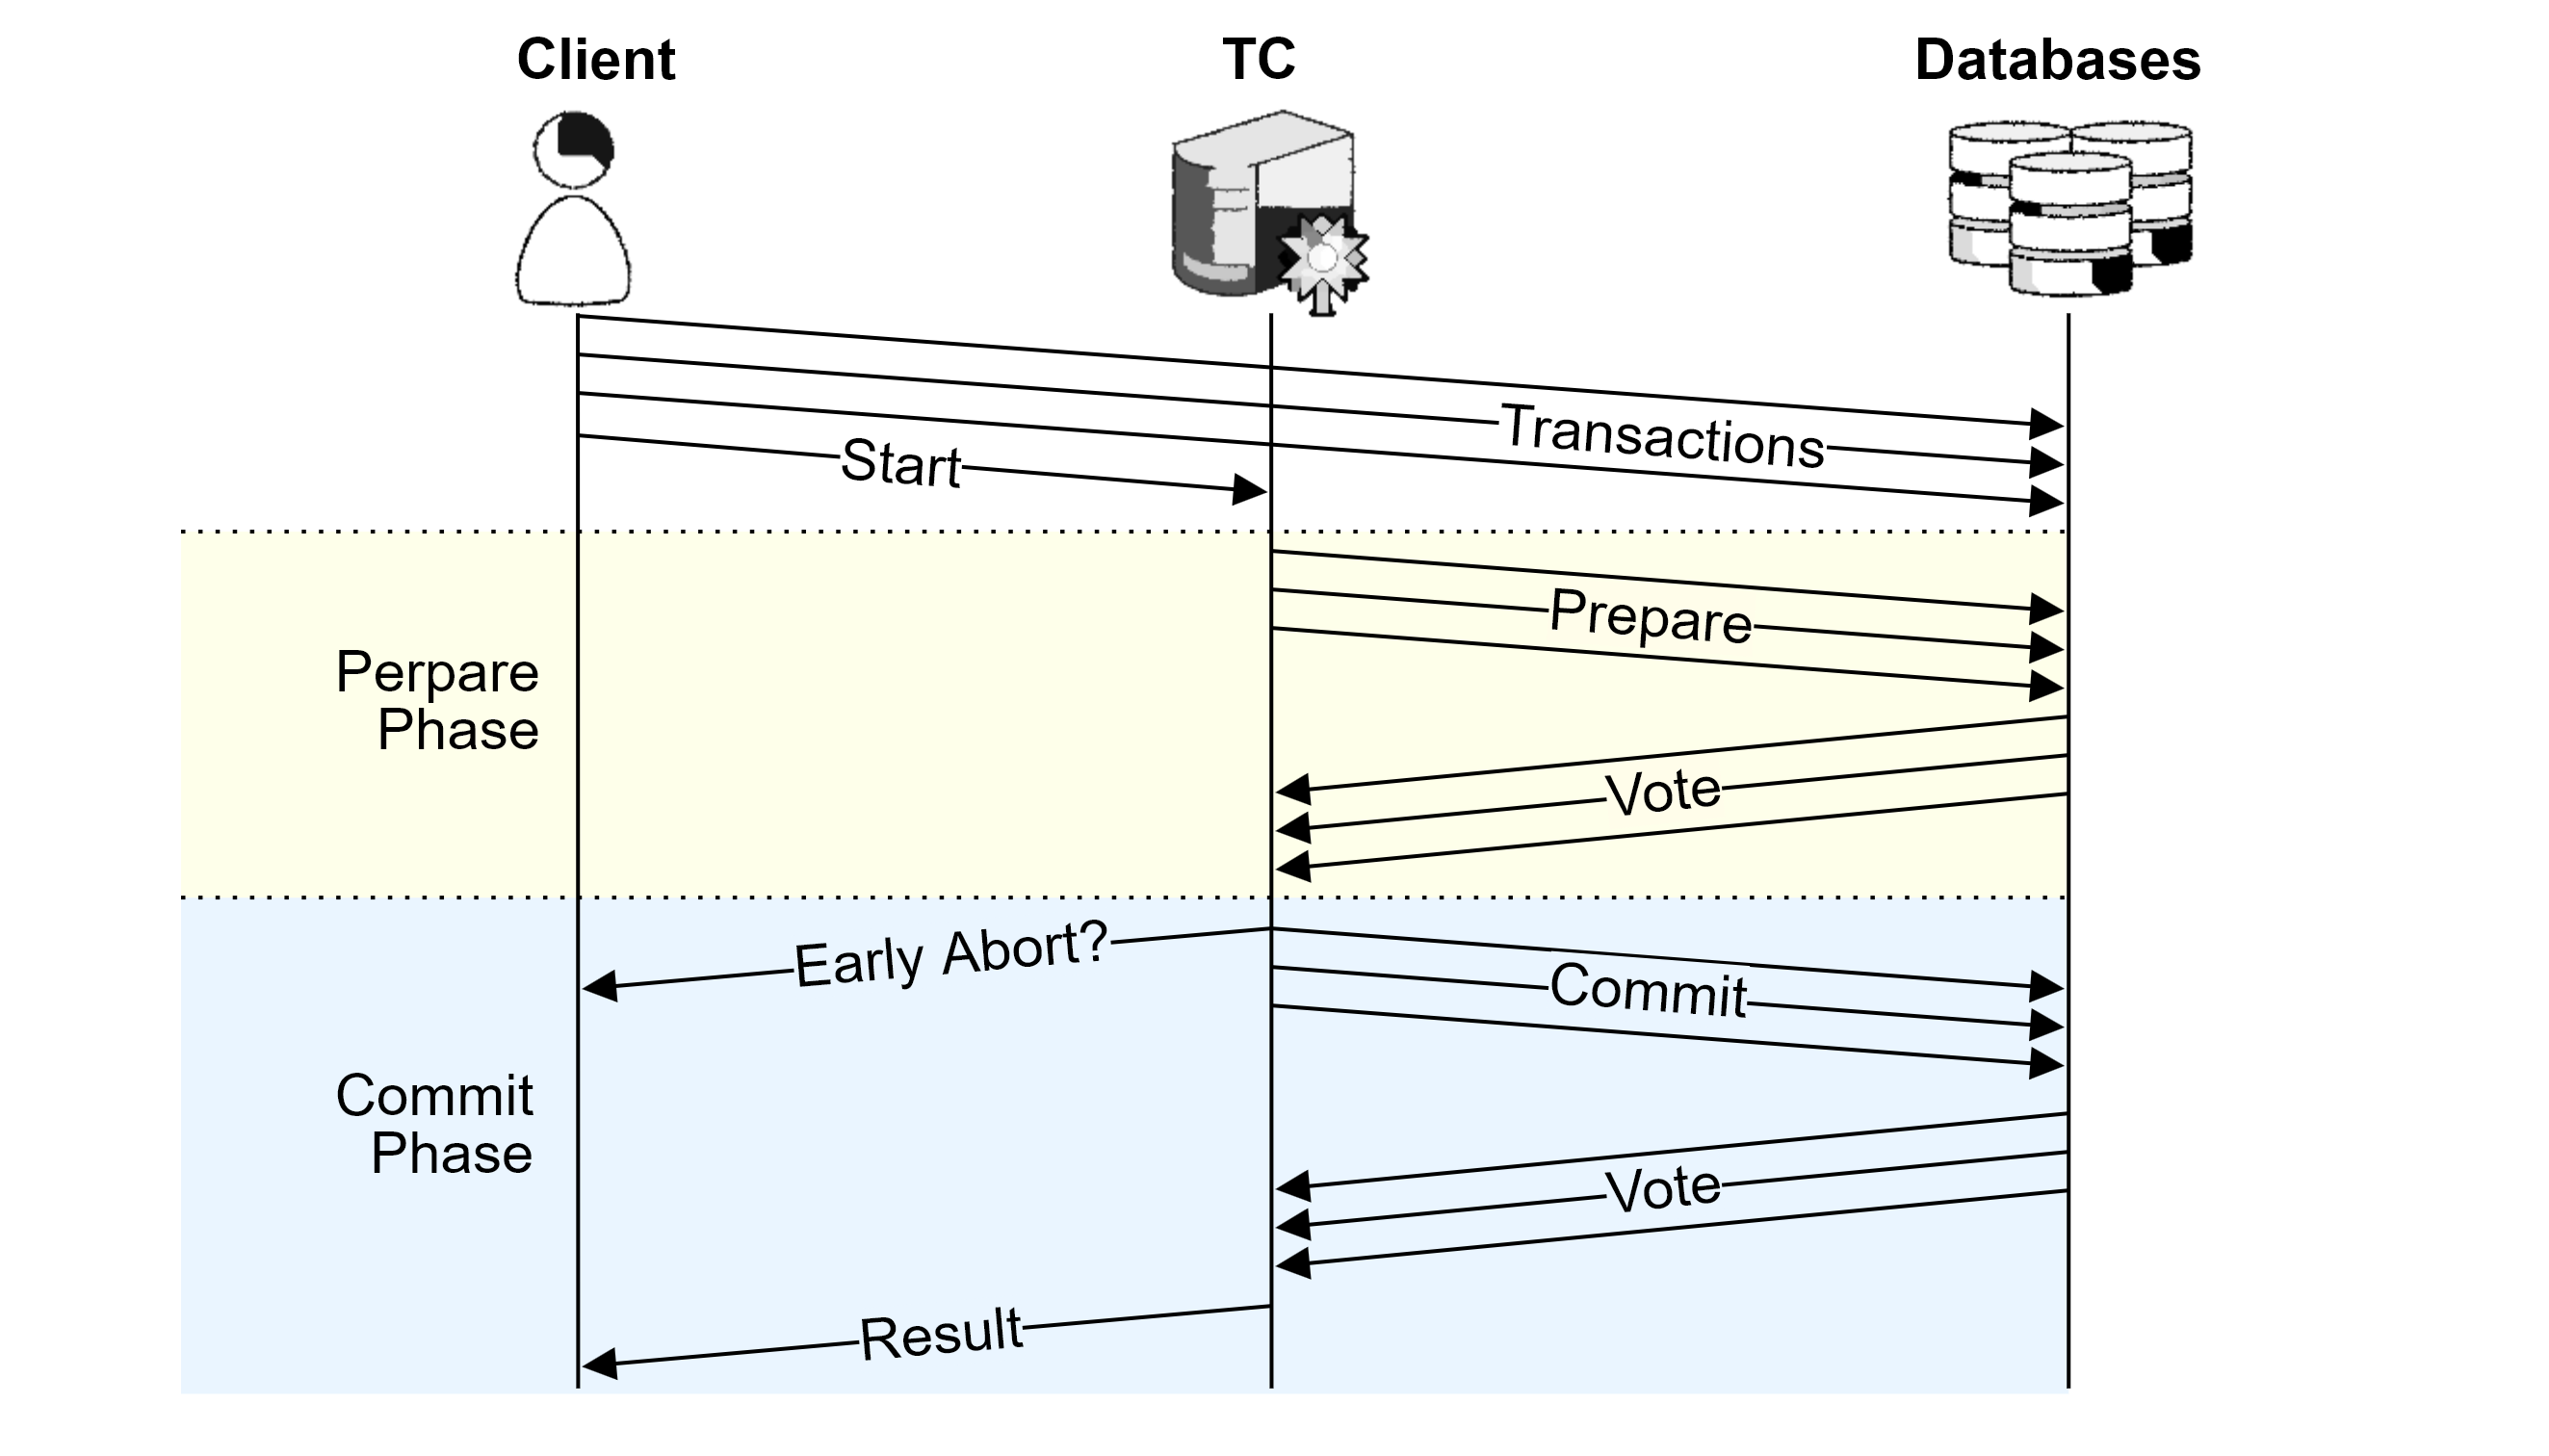 Client
TC
Databases
Transactions
Start
Prepare
Perpare
Phase
Vote
Early Abort?
Commit
Commit
Phase
Vote
Result